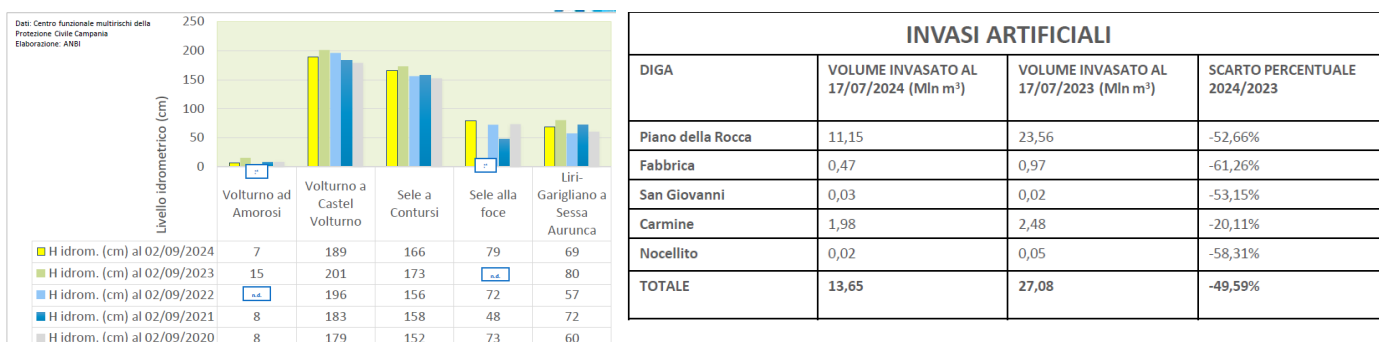 Dati: Centro funzionale multirischi della
Protezione Civile Campania
Elaborazione: ANBI
Livello idrometrico (cm)
250
200
150
100
50
0
n.d.
n.d.
Volturno ad Amorosi
Volturno a Castel Volturno
Sele a Contursi
Sele alla foce
Liri-Garigliano a Sessa Aurunca
H idrom. (cm) al 02/09/2024 7 189 166 79 69
H idrom. (cm) al 02/09/2023 15 201 173 n.d. 80
H idrom. (cm) al 02/09/2022 n.d. 196 156 72 57
H idrom. (cm) al 02/09/2021 8 183 158 48 72
H idrom. (cm) al 02/09/2020 8 179 152 73 60
INVASI ARTIFICIALI
DIGA VOLUME INVASATO AL 17/07/2024 (Mln m³) VOLUME INVASATO AL 17/07/2023 (Mln m³) SCARTO PERCENTUALE 2024/2023
Piano della Rocca 11,15 23,56 -52,66%
Fabbrica 0,47 0,97 -61,26%
San Giovanni 0,03 0,02 -53,15%
Carmine 1,98 2,48 -20,11%
Nocellito 0,02 0,05 -58,31%
TOTALE 13,65 27,08 -49,59%